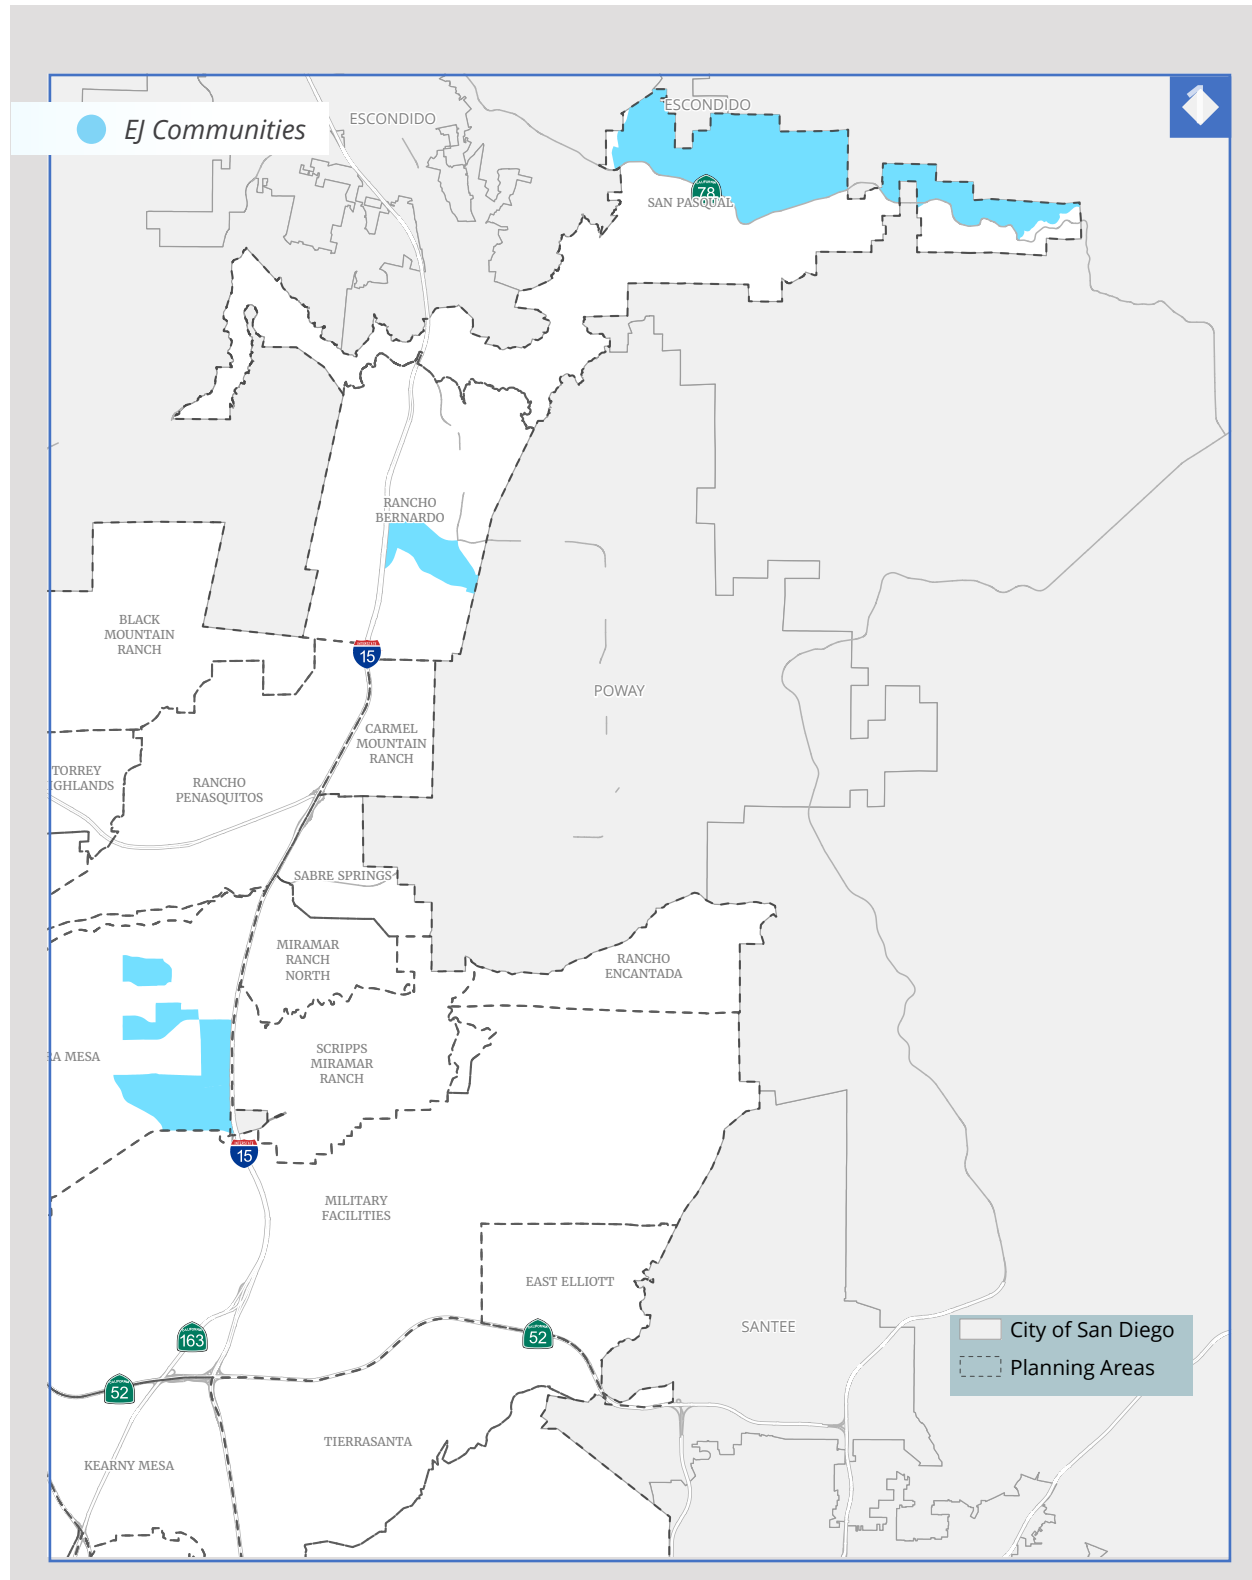 ESCONDIDO
ESCONDIDO
EJ Communities
78
SAN PASQUAL
RANCHO
BERNARDO
BLACK
MOUNTAIN
RANCH
15
POWAY
CARMEL
MOUNTAIN
RANCH
TORREY
IGHLANDS
RANCHO
PENASQUITOS
SABRE SPRINGS
MIRAMAR
RANCH
NORTH
RANCHO
ENCANTADA
RA MESA
SCRIPPS
MIRAMAR
RANCH
15
MILITARY
FACILITIES
EAST ELLIOTT
163
52
SANTEE
City of San Diego
Planning Areas
52
TIERRASANTA
KEARNY MESA